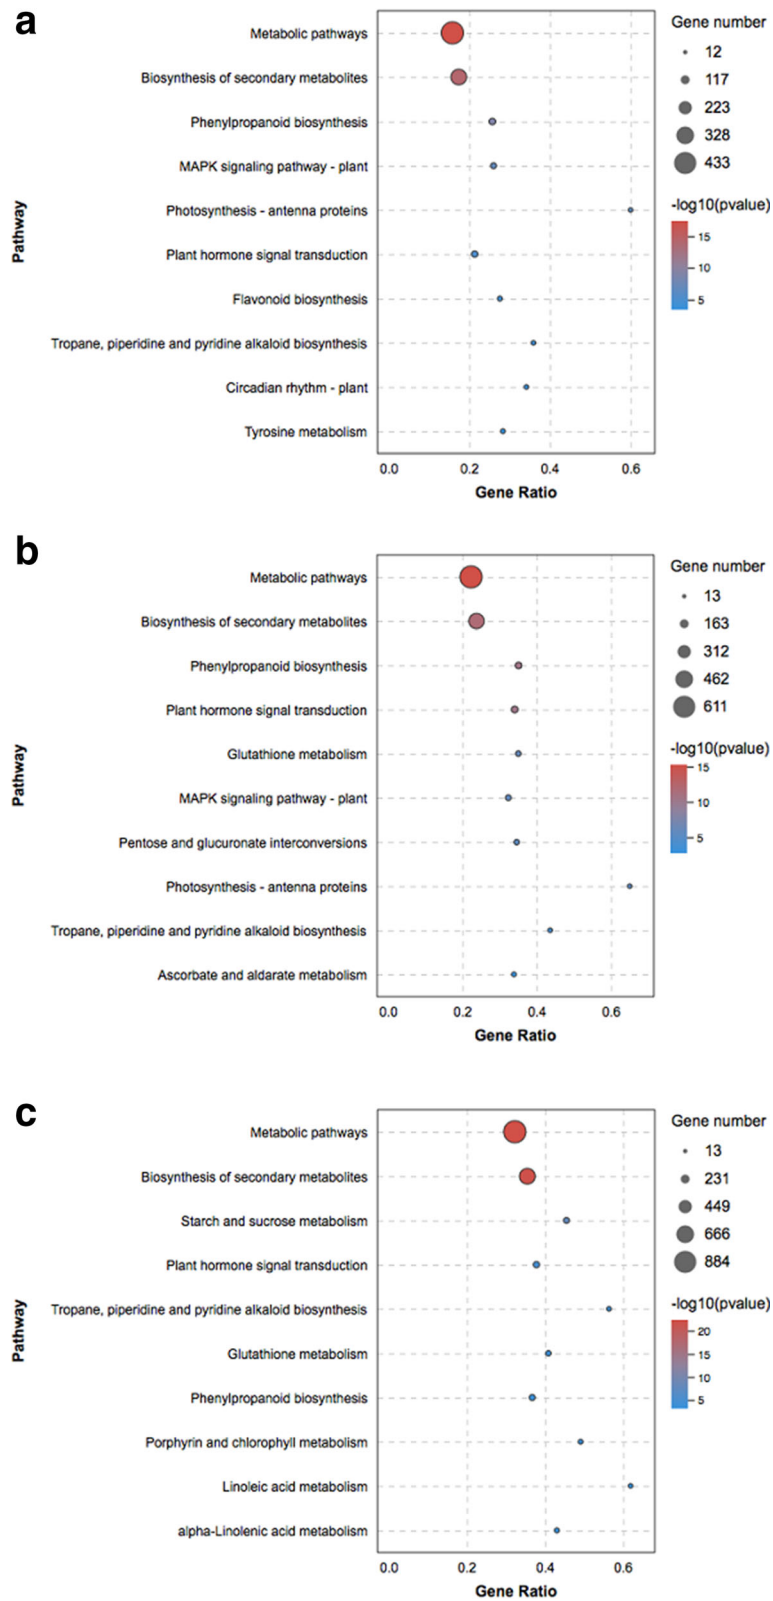 a
Pathway
Metabolic pathways
Biosynthesis of secondary metabolites
Phenylpropanoid biosynthesis
MAPK signaling pathway - plant
Photosynthesis - antenna proteins
Plant hormone signal transduction
Flavonoid biosynthesis
Tropane, piperidine and pyridine alkaloid biosynthesis
Circadian rhythm - plant
Tyrosine metabolism
0.0 0.2 0.4 0.6
Gene Ratio
Gene number
12
117
223
328
433
-log10(pvalue)
15
10
5
b
Pathway
Metabolic pathways
Biosynthesis of secondary metabolites
Phenylpropanoid biosynthesis
Plant hormone signal transduction
Glutathione metabolism
MAPK signaling pathway - plant
Pentose and glucuronate interconversions
Photosynthesis - antenna proteins
Tropane, piperidine and pyridine alkaloid biosynthesis
Ascorbate and aldarate metabolism
0.0 0.2 0.4 0.6
Gene Ratio
Gene number
13
163
312
462
611
-log10(pvalue)
15
10
5
c
Pathway
Metabolic pathways
Biosynthesis of secondary metabolites
Starch and sucrose metabolism
Plant hormone signal transduction
Tropane, piperidine and pyridine alkaloid biosynthesis
Glutathione metabolism
Phenylpropanoid biosynthesis
Porphyrin and chlorophyll metabolism
Linoleic acid metabolism
alpha-Linolenic acid metabolism
0.0 0.2 0.4 0.6
Gene Ratio
Gene number
13
231
449
666
884
-log10(pvalue)
20
15
10
5